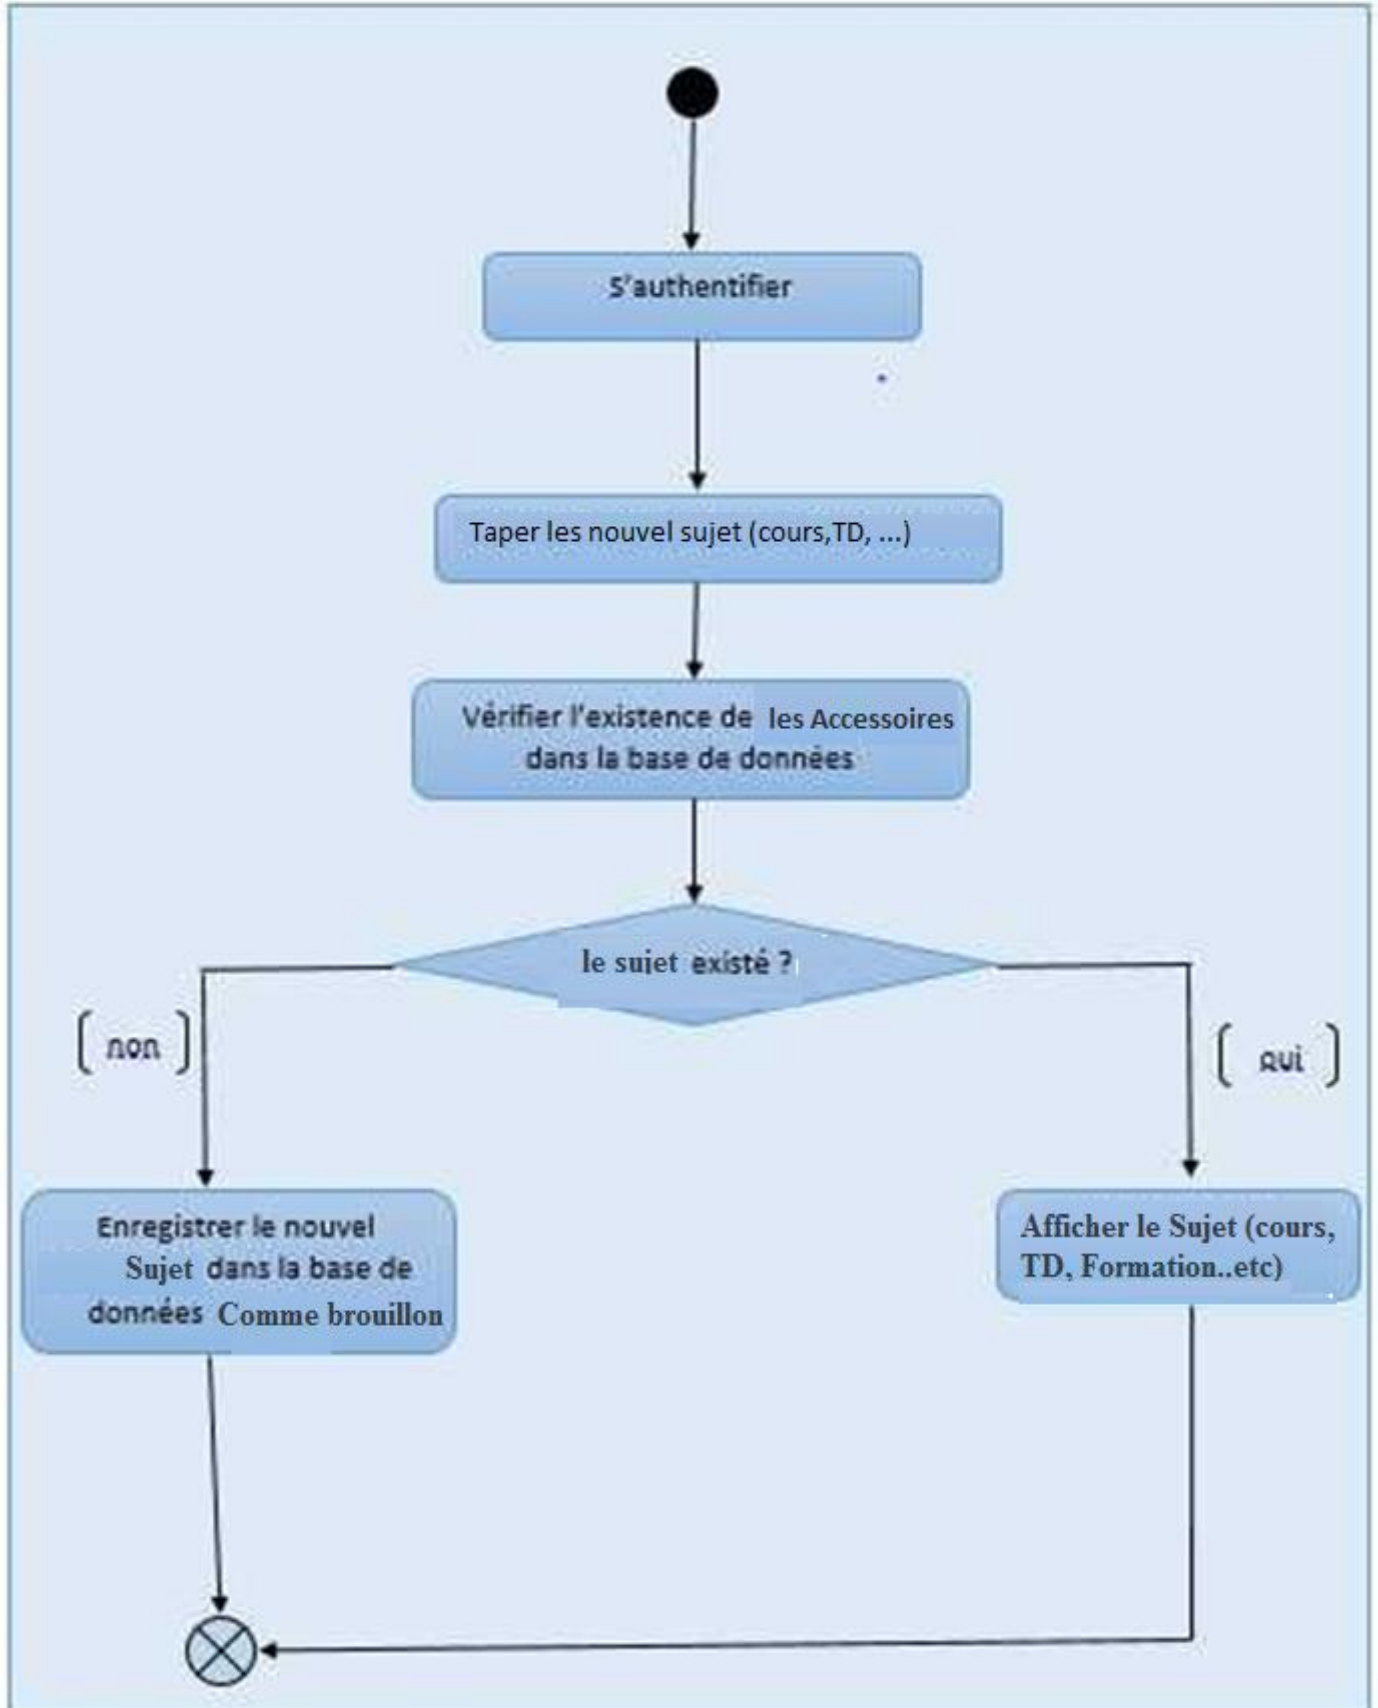 S'authentifier
Taper les nouvel sujet (cours,TD, ...)
Vérifier l'existence de les Accessoires
dans la base de données
le sujet existé ?
non
oui
Enregistrer le nouvel
Sujet dans la base de
données Comme brouillon
Afficher le Sujet (cours,
TD, Formation..etc)